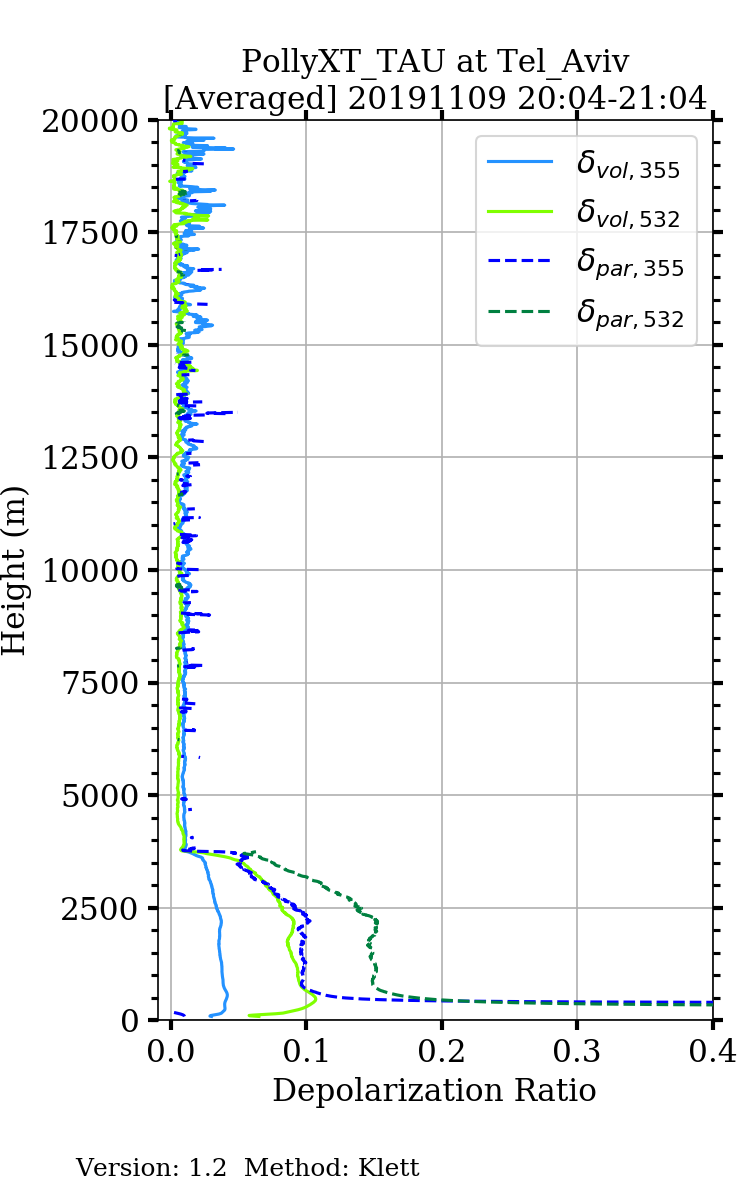 PollyXT_TAU at Tel_Aviv
[Averaged] 20191109 20:04-21:04
20000
17500
15000
12500
10000
7500
5000
2500
0
Height (m)
δvol, 355
δvol, 532
δpar, 355
δpar, 532
0.0 0.1 0.2 0.3 0.4
Depolarization Ratio
Version: 1.2 Method: Klett